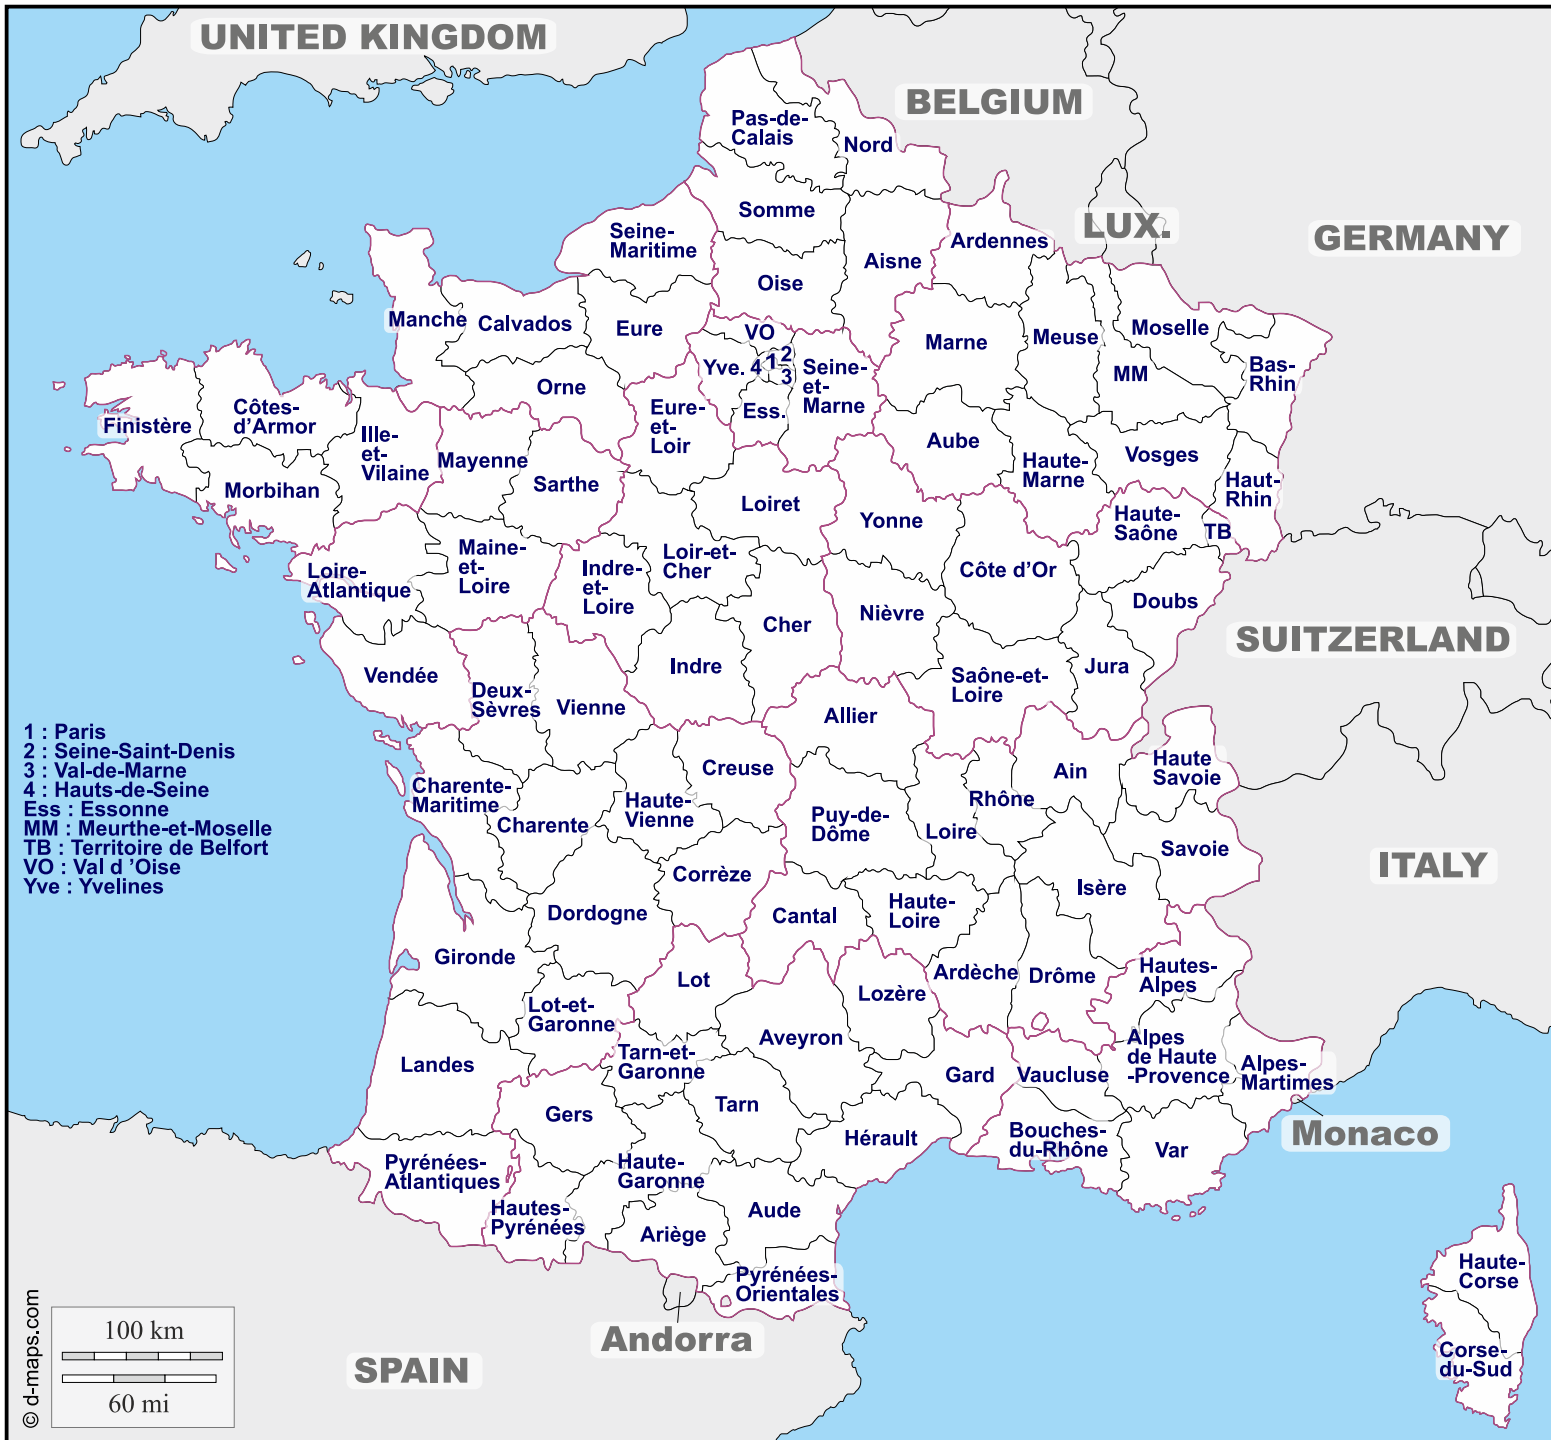 UNITED KINGDOM
BELGIUM
Pas-de-
Calais
Nord
Somme
LUX.
GERMANY
Seine-
Maritime
Ardennes
Aisne
Oise
Manche
Calvados
Eure
VO
Marne
Meuse
Moselle
Yve.
4
1
2
3
Seine-
et-
Marne
MM
Bas-
Rhin
Orne
Ess.
Eure-
et-
Loir
Finistère
Côtes-
d'Armor
Ille-
et-
Vilaine
Mayenne
Aube
Vosges
Haute-
Marne
Haut-
Rhin
Morbihan
Sarthe
Loiret
Yonne
Haute-
Saône
TB
Loire-
Atlantique
Maine-
et-
Loire
Indre-
et-
Loire
Loir-et-
Cher
Côte d'Or
Doubs
Cher
Nièvre
SUITZERLAND
Vendée
Deux-
Sèvres
Vienne
Indre
Saône-et-
Loire
Jura
Allier
1 : Paris
2 : Seine-Saint-Denis
3 : Val-de-Marne
4 : Hauts-de-Seine
Ess : Essonne
MM : Meurthe-et-Moselle
TB : Territoire de Belfort
VO : Val d 'Oise
Yve : Yvelines
Charente-
Maritime
Charente
Haute-
Vienne
Creuse
Puy-de-
Dôme
Loire
Rhône
Ain
Haute
Savoie
Savoie
ITALY
Corrèze
Isère
Dordogne
Cantal
Haute-
Loire
Gironde
Lot
Lozère
Ardèche
Drôme
Hautes-
Alpes
Lot-et-
Garonne
Aveyron
Landes
Tarn-et-
Garonne
Gard
Vaucluse
Alpes
de Haute
-Provence
Alpes-
Martimes
Gers
Tarn
Hérault
Bouches-
du-Rhône
Var
Monaco
Pyrénées-
Atlantiques
Hautes-
Pyrénées
Haute-
Garonne
Ariège
Aude
Pyrénées-
Orientales
Haute-
Corse
Corse-
du-Sud
Andorra
SPAIN
100 km
60 mi
© d-maps.com